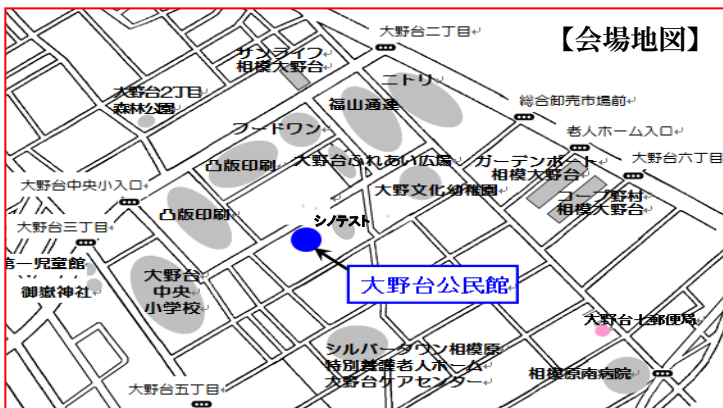 【会場地図】
大野台二丁目
サンライフ
相模大野台
ニトリ
大野台2丁目
森林公園
福山通運
総合卸売市場前
フードワン
老人ホーム入口
凸版印刷
大野台ふれあい広場
ガーデンポート
相模大野台
大野台六丁目
大野台中央小入口
大野文化幼稚園
コープ野村
相模大野台
凸版印刷
シノテスト
大野台三丁目
第一児童館
大野台
中央
小学校
大野台公民館
御嶽神社
大野台七郵便局
シルバータウン相模原
特別養護老人ホーム
大野台ケアセンター
相模原南病院
大野台五丁目